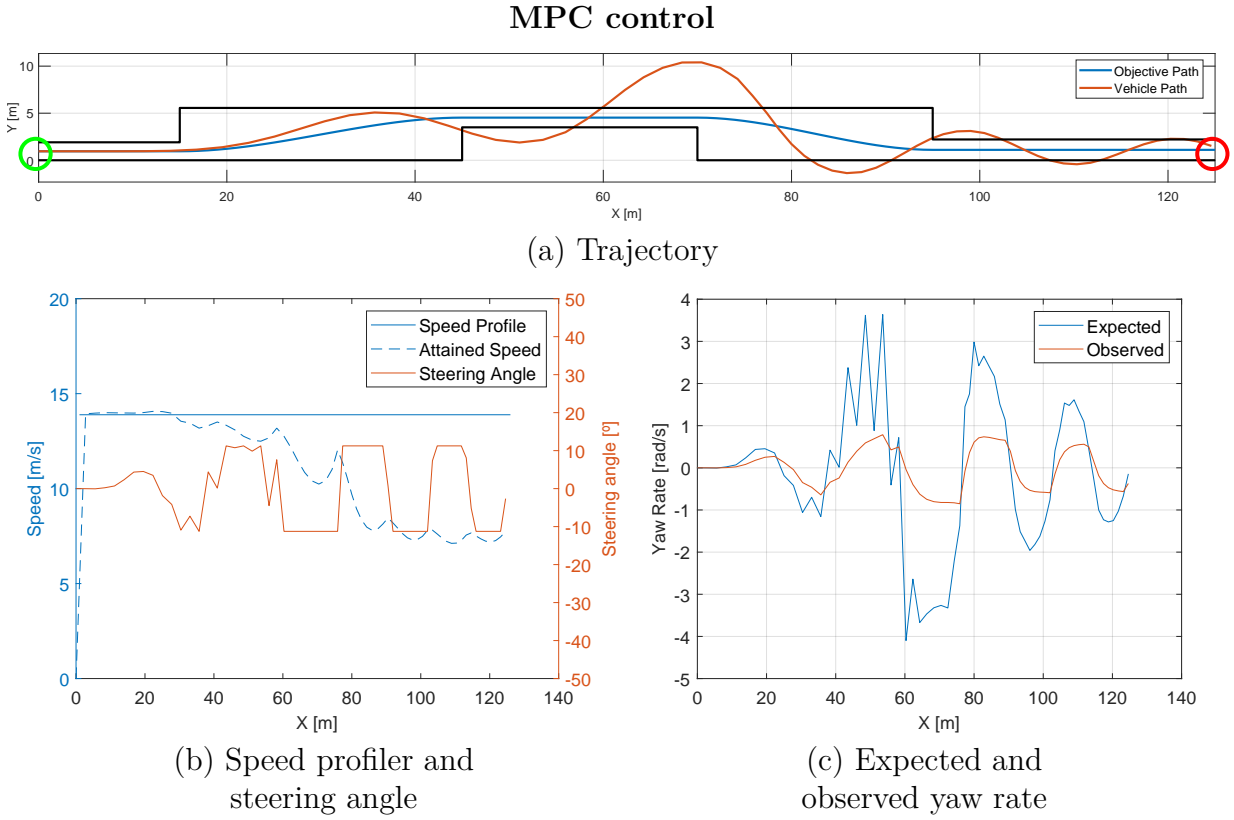 MPC control
Y [m]
10
5
0
Objective Path
Vehicle Path
0 20 40 60 80 100 120
X [m]
(a) Trajectory
Speed [m/s]
20
15
10
5
0
Speed Profile
Attained Speed
Steering Angle
50
40
30
20
10
0
-10
-20
-30
-40
-50
Steering angle [º]
0 20 40 60 80 100 120 140
X [m]
(b) Speed profiler and
steering angle
Yaw Rate [rad/s]
4
3
2
1
0
-1
-2
-3
-4
-5
Expected
Observed
0 20 40 60 80 100 120 140
X [m]
(c) Expected and
observed yaw rate